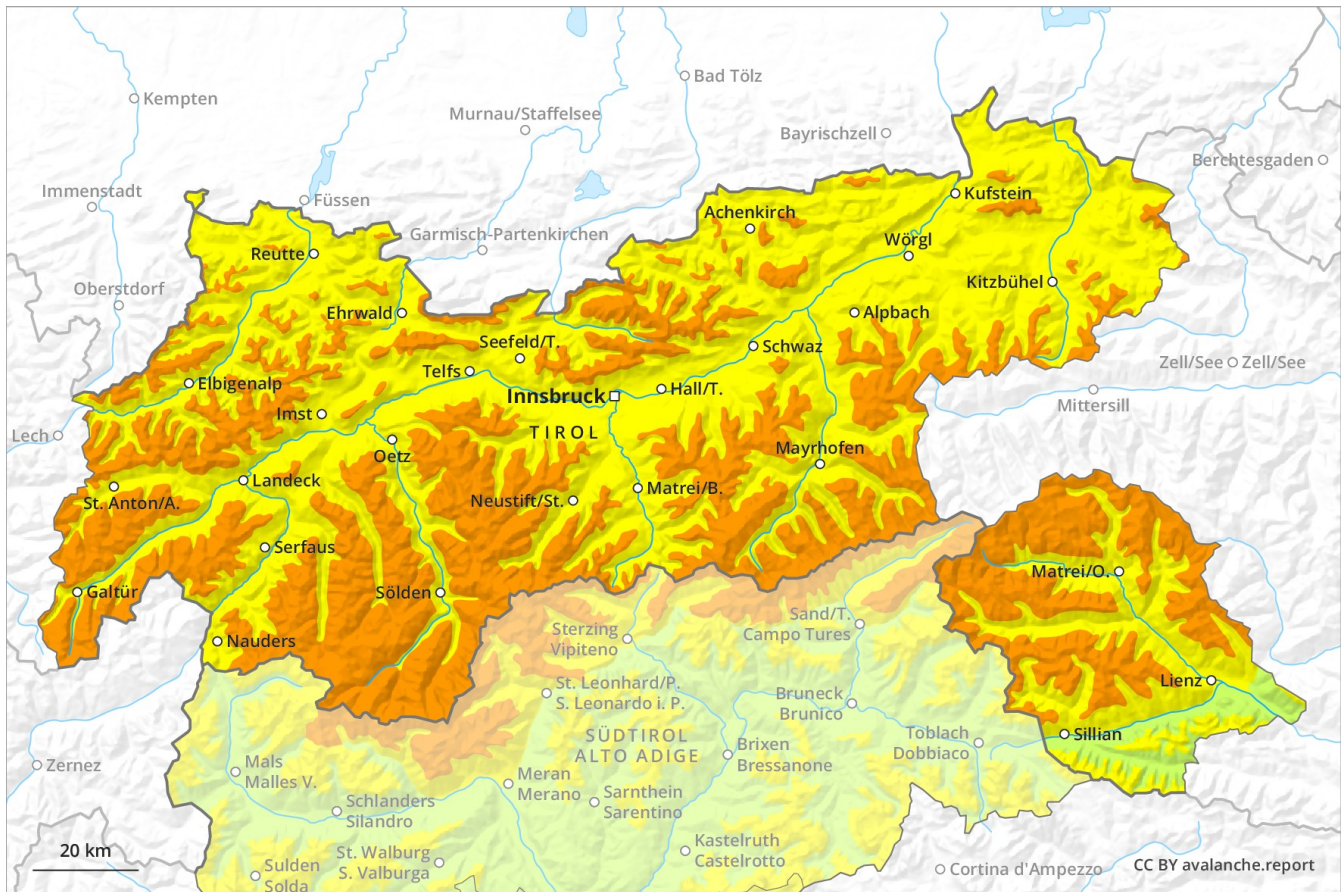 Kempten
Bad Tölz
Murnau/Staffelsee
Bayrischzell
Berchtesgaden
Immenstadt
Füssen
Kufstein
Achenkirch
Garmisch-Partenkirchen
Reutte
Wörgl
Oberstdorf
Kitzbühel
Ehrwald
Alpbach
Seefeld/T.
Schwaz
Zell/See
Zell/See
Telfs
Elbigenalp
Hall/T.
Innsbruck
Mittersill
Imst
TIROL
Lech
Oetz
Mayrhofen
Landeck
St. Anton/A.
Neustift/St.
Matrei/B.
Serfaus
Matrei/O.
Galtür
Sölden
Sand/T.
Campo Tures
Sterzing
Vipiteno
Nauders
Lienz
St. Leonhard/P.
S. Leonardo i. P.
Bruneck
Brunico
Sillian
SÜDTIROL
ALTO ADIGE
Toblach
Dobbiaco
Brixen
Bressanone
Zernez
Mals
Malles V.
Meran
Merano
Sarnthein
Sarentino
Schlanders
Silandro
Kastelruth
Castelrotto
20 km
St. Walburg
S. Valburga
Sulden
Solda
Cortina d'Ampezzo
CC BY avalanche.report